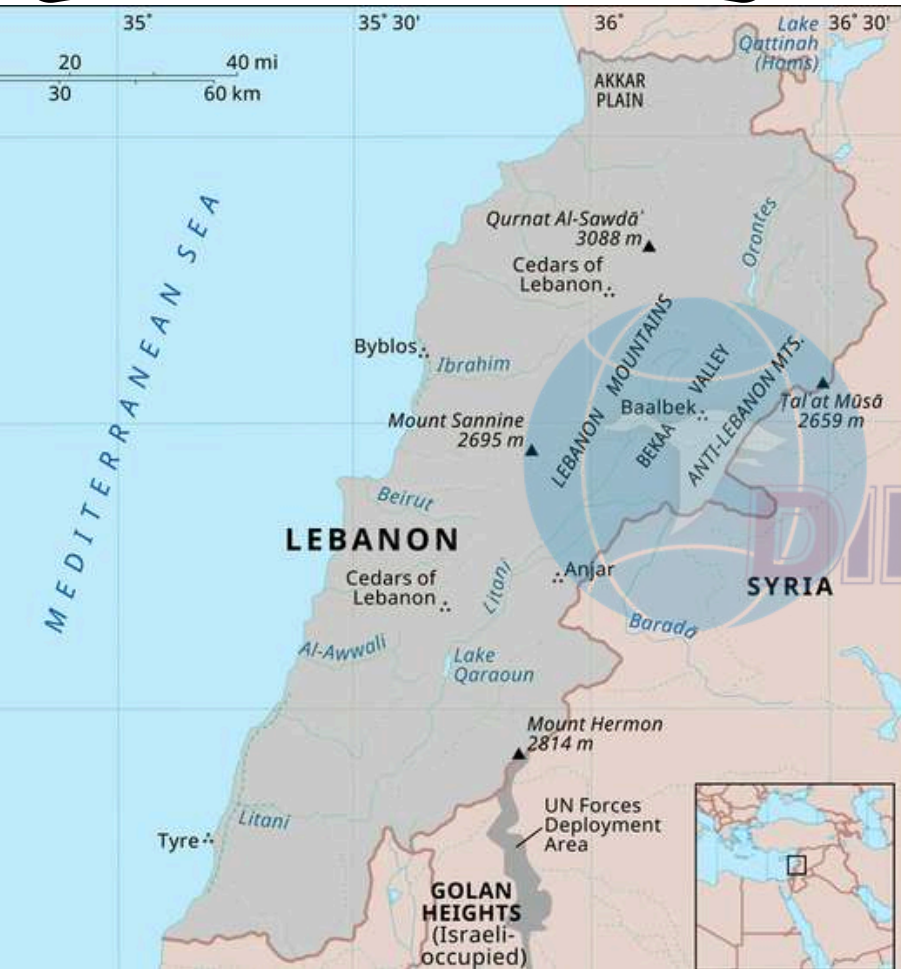 35°
35° 30'
36°
36° 30'
Lake
Qattinah
(Homs)
20
40 mi
30
60 km
AKKAR
PLAIN
MEDITERRANEAN SEA
Qurnat Al-Sawdāʾ
3088 m
Orontes
Cedars of
Lebanon
Byblos
Ibrahim
LEBANON MOUNTAINS
BEKAA VALLEY
ANTI-LEBANON MTS.
Baalbek
Talʿat Mūsā
2659 m
Mount Sannine
2695 m
Beirut
LEBANON
Anjar
SYRIA
Cedars of
Lebanon
Litani
Barada
Al-Awwali
Lake
Qaraoun
Mount Hermon
2814 m
UN Forces
Deployment
Area
Litani
Tyre
GOLAN
HEIGHTS
(Israeli-
occupied)